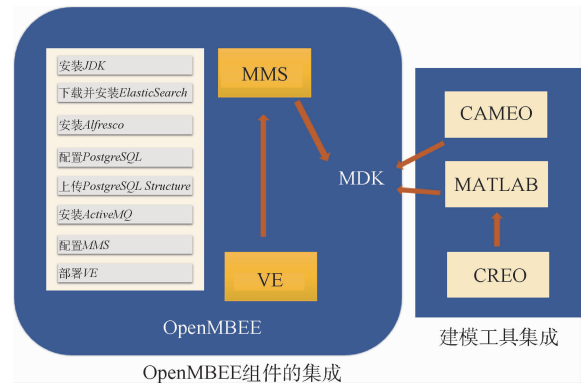 安装JDK
下载并安装ElasticSearch
安装Alfresco
配置PostgreSQL
上传PostgreSQL Structure
安装ActiveMQ
配置MMS
部署VE
MMS
MDK
VE
OpenMBEE
OpenMBEE组件的集成
CAMEO
MATLAB
CREO
建模工具集成